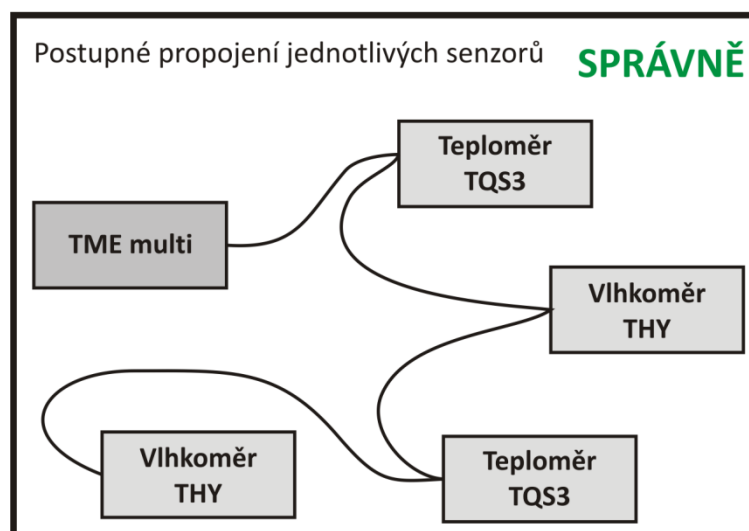 Postupné propojení jednotlivých senzorů
SPRÁVNĚ
Teploměr
TQS3
TME multi
Vlhkoměr
THY
Vlhkoměr
THY
Teploměr
TQS3